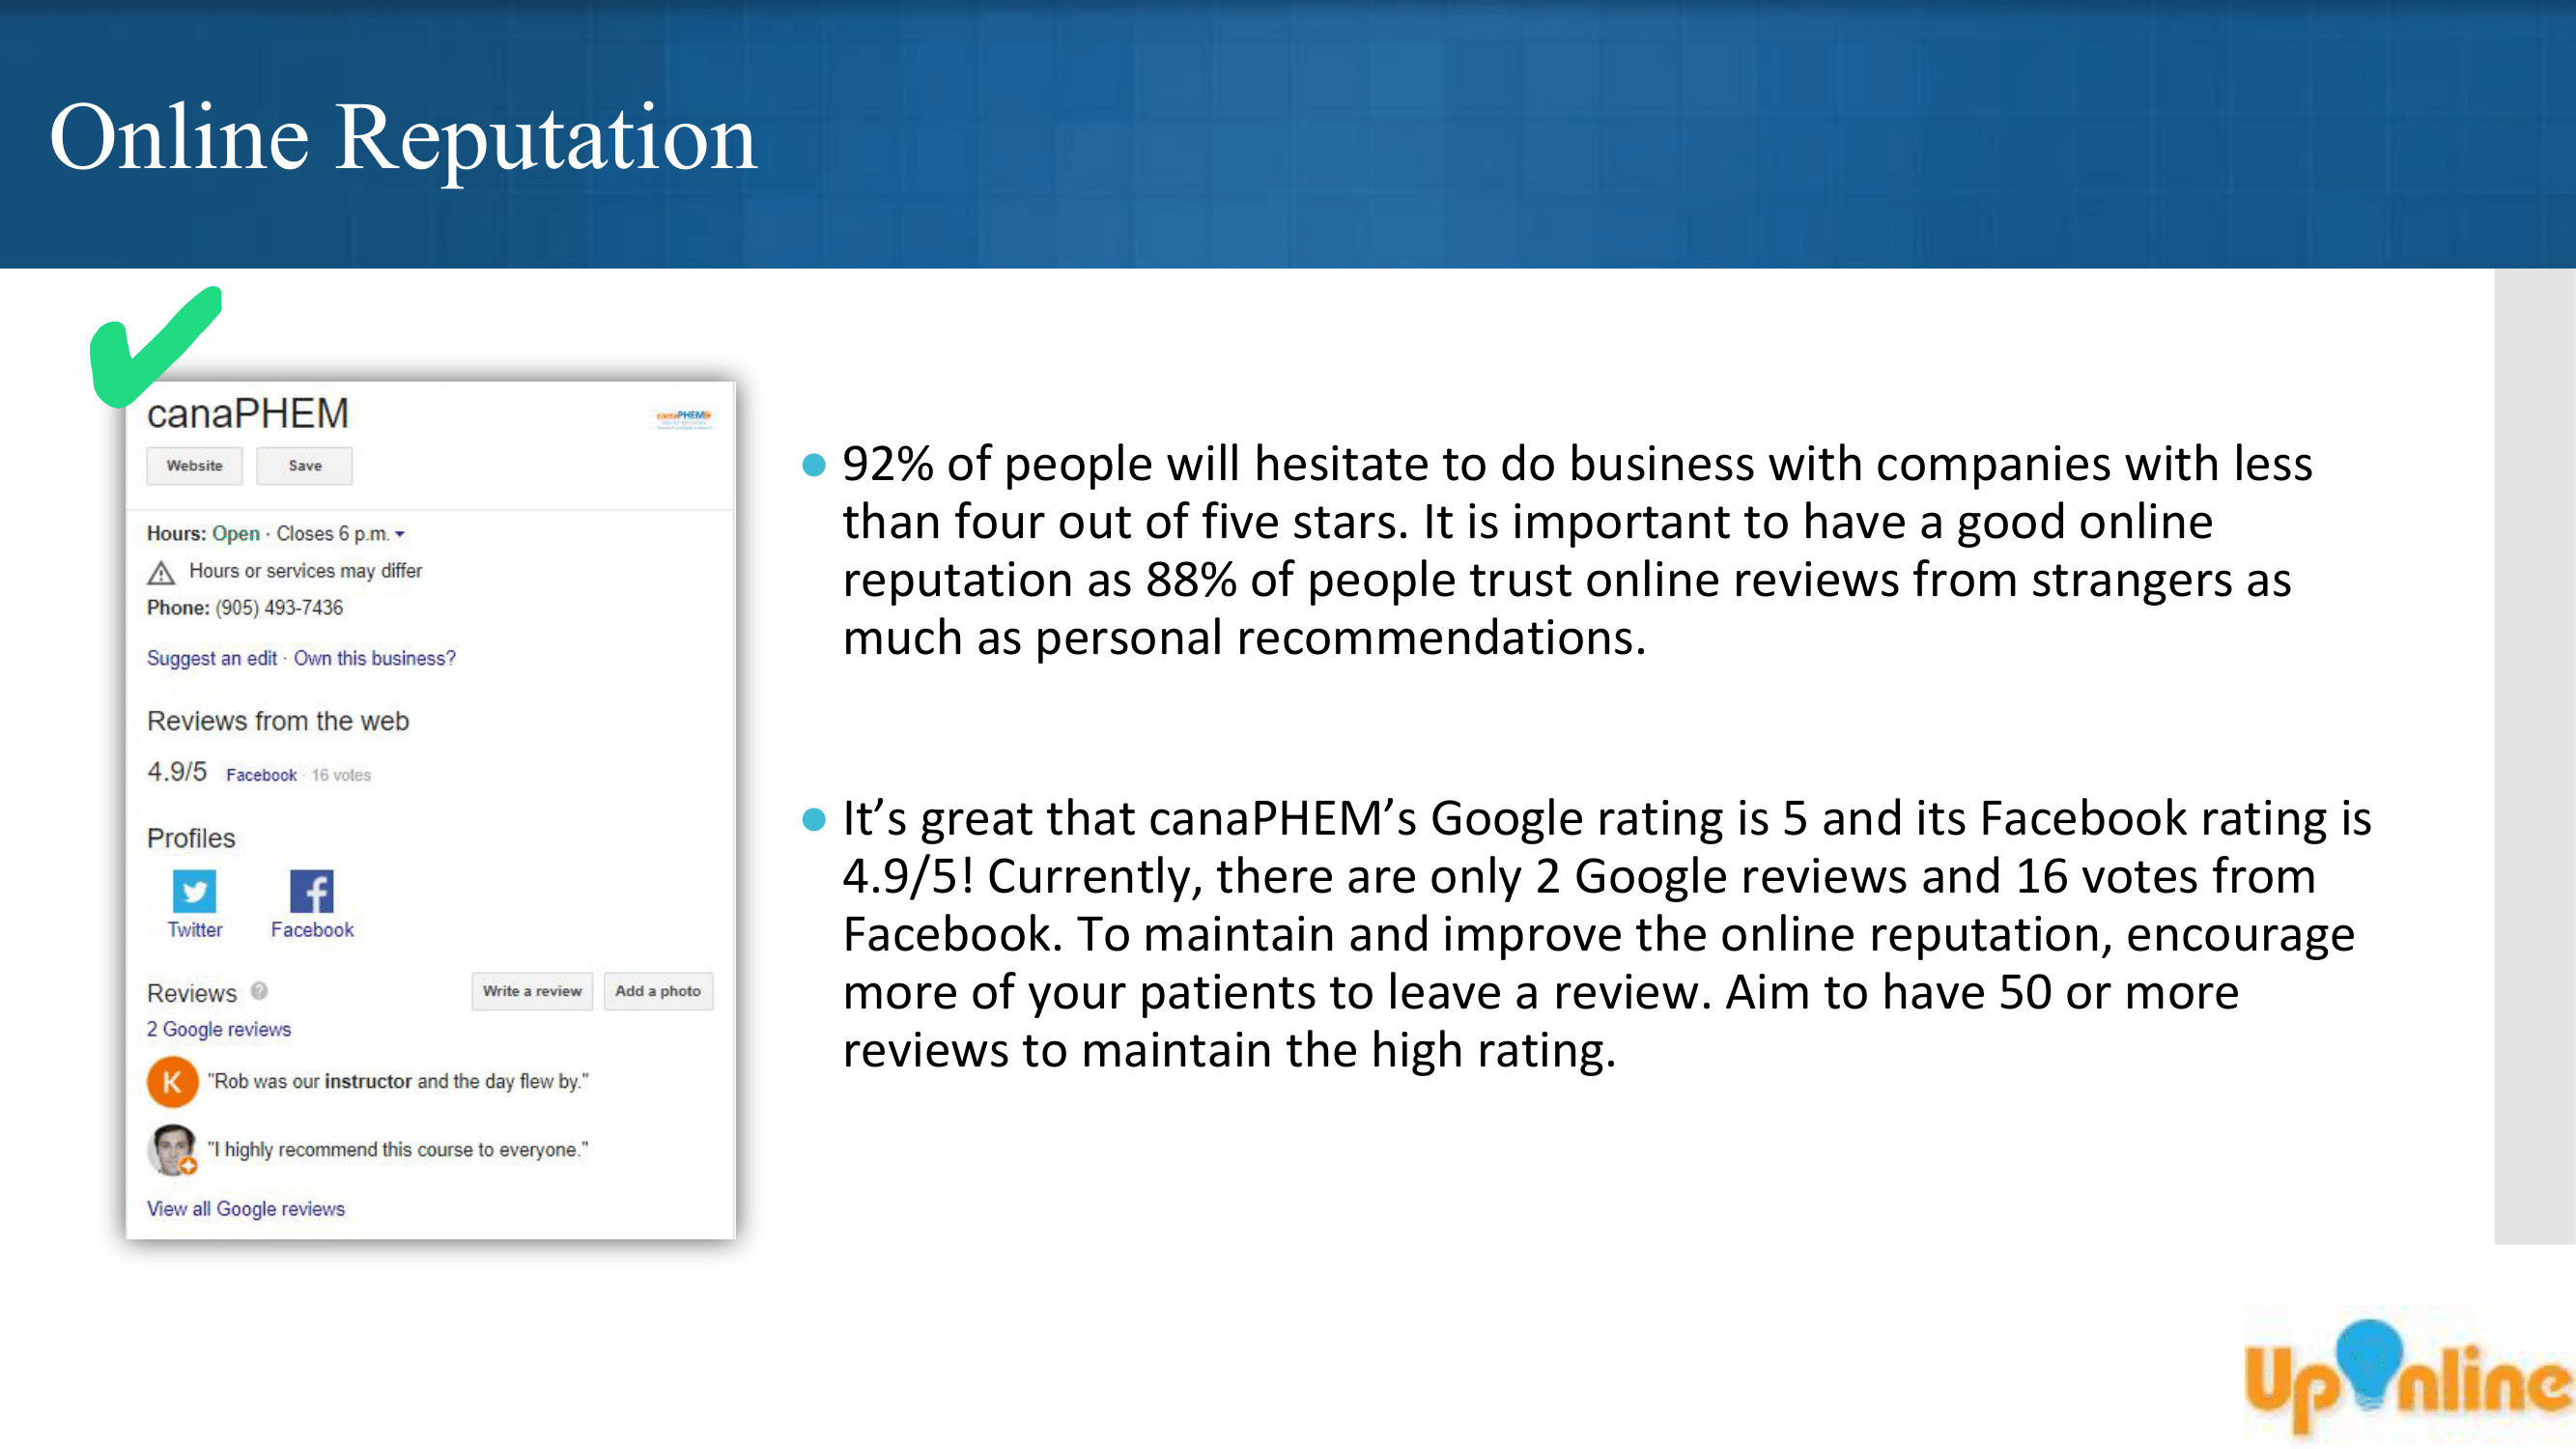 Online Reputation
canaPHEM
canaPHEM
Website Save
Hours: Open · Closes 6 p.m.
Hours or services may differ
Phone: (905) 493-7436
Suggest an edit · Own this business?
Reviews from the web
4.9/5 Facebook · 16 votes
Profiles
Twitter Facebook
Reviews ?
Write a review Add a photo
2 Google reviews
K "Rob was our instructor and the day flew by."
"I highly recommend this course to everyone."
View all Google reviews
● 92% of people will hesitate to do business with companies with less
than four out of five stars. It is important to have a good online
reputation as 88% of people trust online reviews from strangers as
much as personal recommendations.
● It’s great that canaPHEM’s Google rating is 5 and its Facebook rating is
4.9/5! Currently, there are only 2 Google reviews and 16 votes from
Facebook. To maintain and improve the online reputation, encourage
more of your patients to leave a review. Aim to have 50 or more
reviews to maintain the high rating.
UpOnline